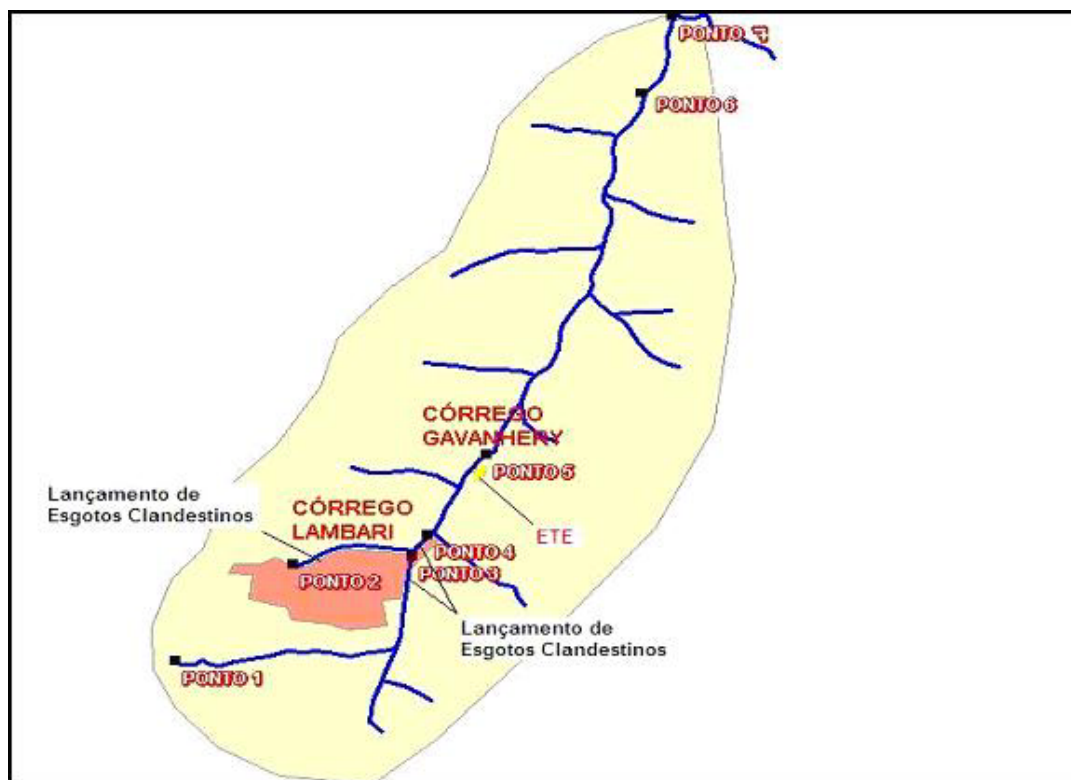 PONTO 7
PONTO 6
CÓRREGO
GAVANHERY
PONTO 5
Lançamento de
Esgotos Clandestinos
CÓRREGO
LAMBARI
ETE
PONTO 4
PONTO 3
PONTO 2
Lançamento de
Esgotos Clandestinos
PONTO 1